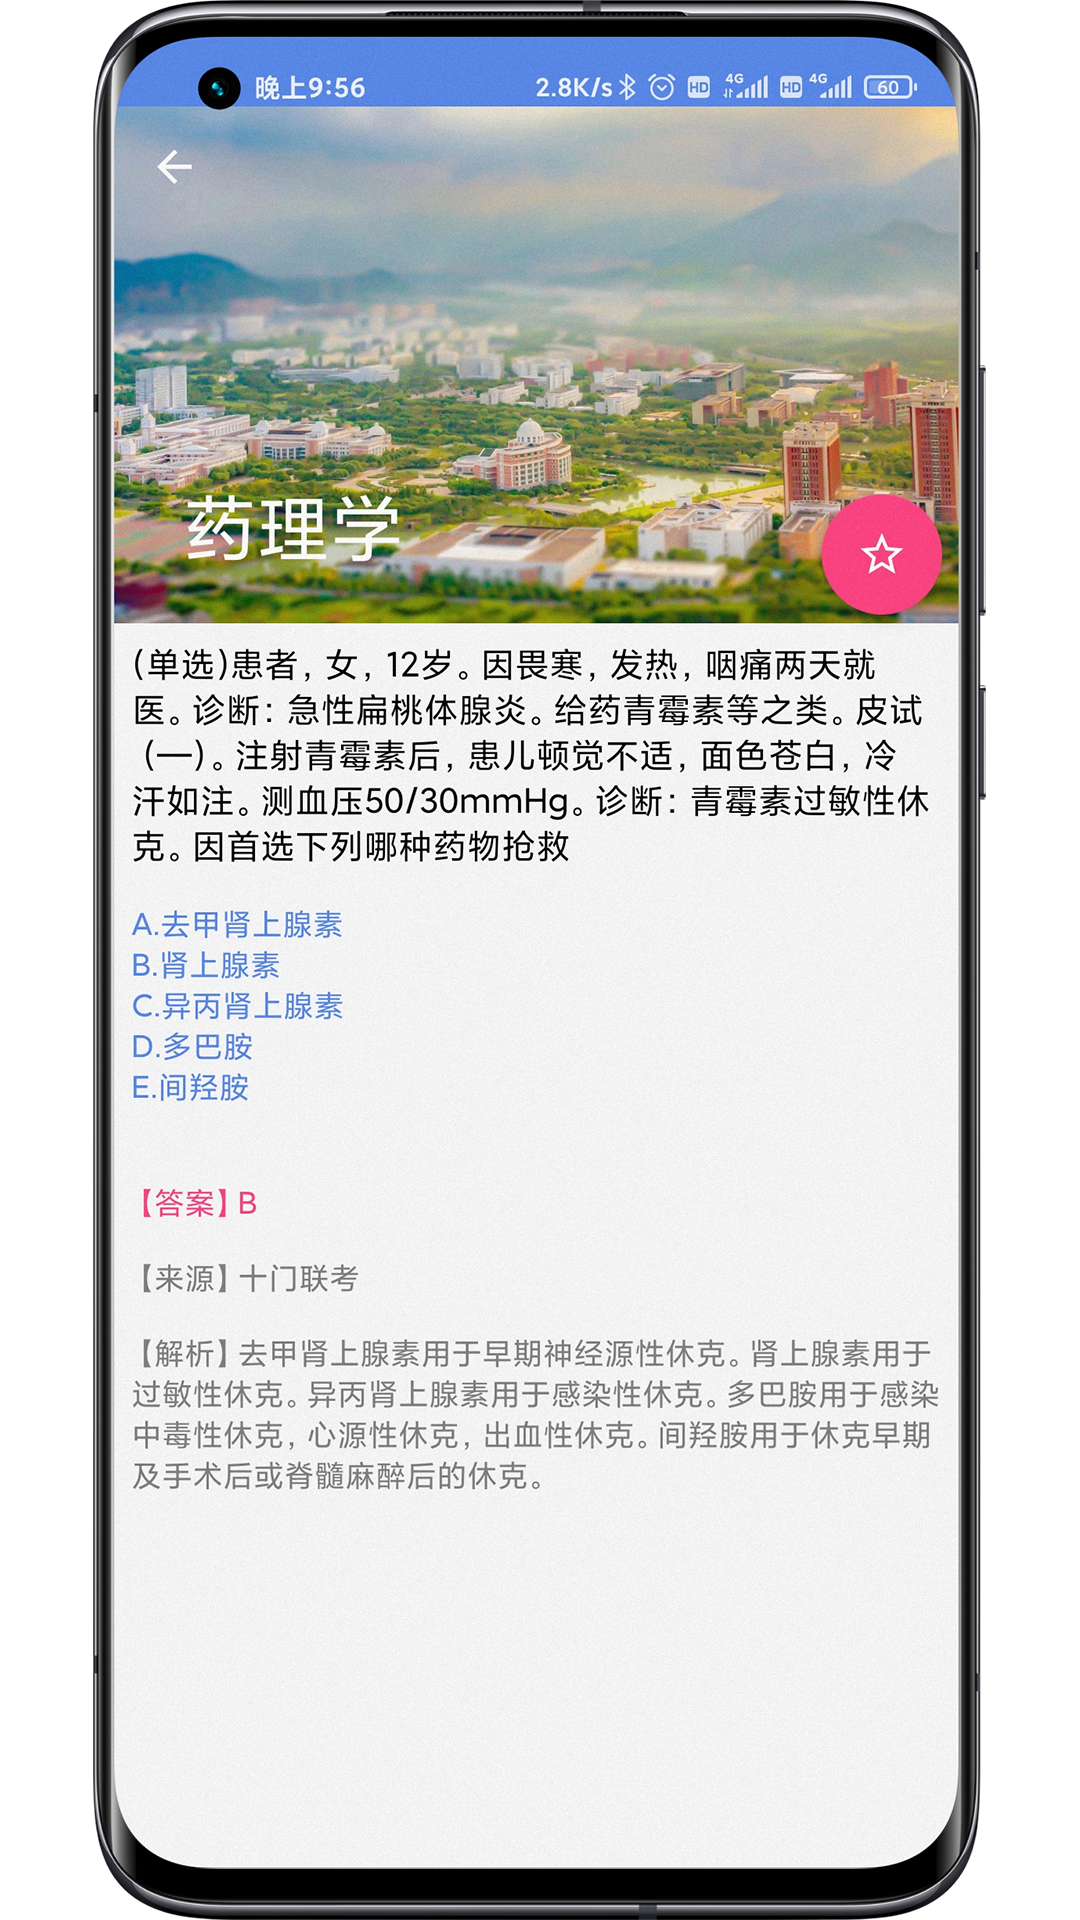 晚上9:56 2.8K/s HD 4G HD 4G 60
药理学
(单选)患者，女，12岁。因畏寒，发热，咽痛两天就
医。诊断：急性扁桃体腺炎。给药青霉素等之类。皮试
（一）。注射青霉素后，患儿顿觉不适，面色苍白，冷
汗如注。测血压50/30mmHg。诊断：青霉素过敏性休
克。因首选下列哪种药物抢救
A.去甲肾上腺素
B.肾上腺素
C.异丙肾上腺素
D.多巴胺
E.间羟胺
【答案】B
【来源】十门联考
【解析】去甲肾上腺素用于早期神经源性休克。肾上腺素用于
过敏性休克。异丙肾上腺素用于感染性休克。多巴胺用于感染
中毒性休克，心源性休克，出血性休克。间羟胺用于休克早期
及手术后或脊髓麻醉后的休克。